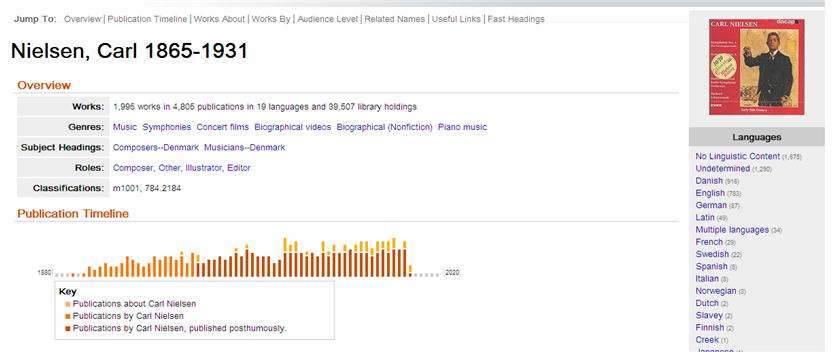 Jump To: Overview | Publication Timeline | Works About | Works By | Audience Level | Related Names | Useful Links | Fast Headings
Nielsen, Carl 1865-1931
Overview
Works: 1,995 works in 4,805 publications in 19 languages and 39,507 library holdings
Genres: Music Symphonies Concert films Biographical videos Biographical (Nonfiction) Piano music
Subject Headings: Composers--Denmark Musicians--Denmark
Roles: Composer, Other, Illustrator, Editor
Classifications: m1001, 784.2184
Publication Timeline
1880
2020
Key
Publications about Carl Nielsen
Publications by Carl Nielsen
Publications by Carl Nielsen, published posthumously.
dacapo
CARL NIELSEN
Languages
No Linguistic Content (1,675)
Undetermined (1,290)
Danish (916)
English (783)
German (87)
Latin (49)
Multiple languages (34)
French (29)
Swedish (22)
Spanish (8)
Italian (8)
Norwegian (3)
Dutch (2)
Slavey (2)
Finnish (2)
Creek (1)
Japanese